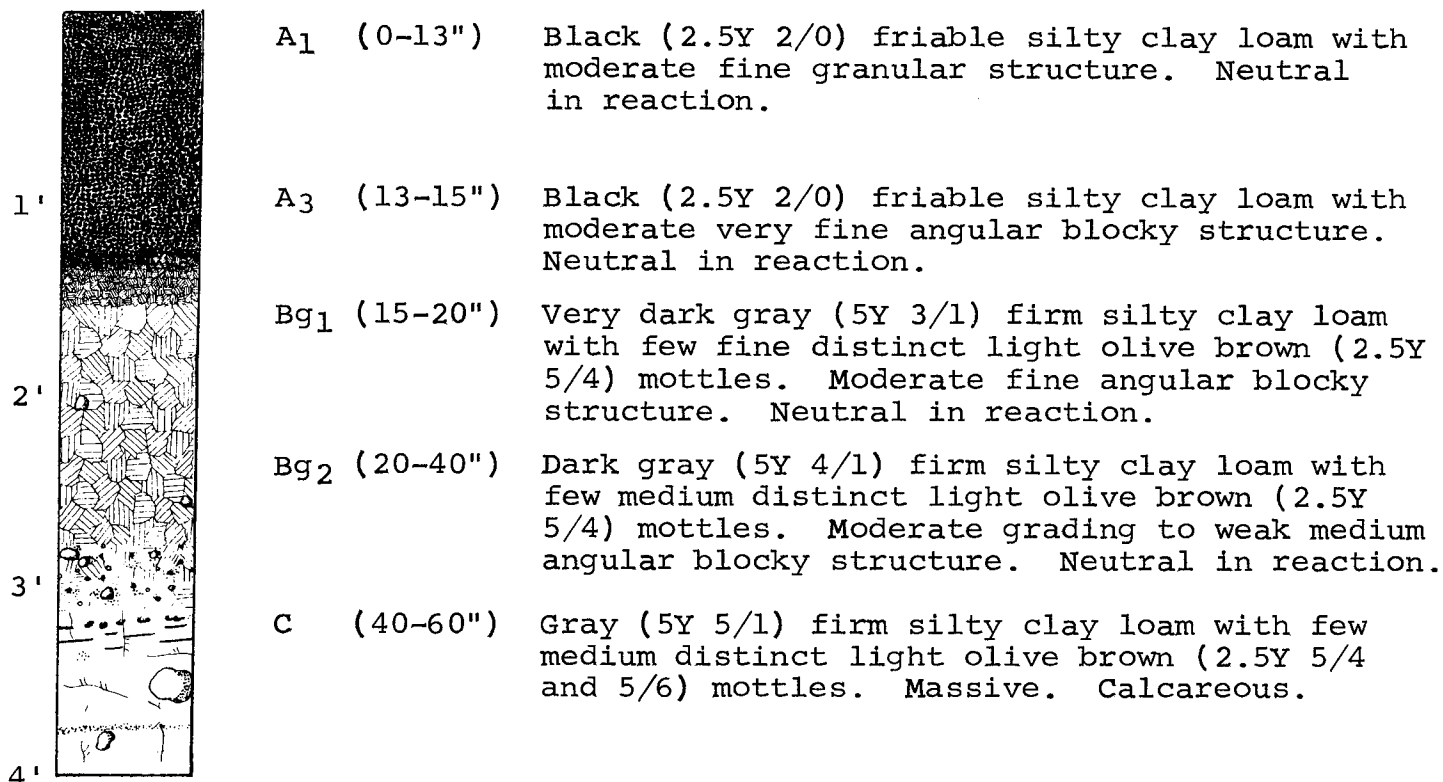 A1 (0-13") Black (2.5Y 2/0) friable silty clay loam with
moderate fine granular structure. Neutral
in reaction.
1'
A3 (13-15") Black (2.5Y 2/0) friable silty clay loam with
moderate very fine angular blocky structure.
Neutral in reaction.
Bg1 (15-20") Very dark gray (5Y 3/1) firm silty clay loam
with few fine distinct light olive brown (2.5Y
5/4) mottles. Moderate fine angular blocky
structure. Neutral in reaction.
2'
Bg2 (20-40") Dark gray (5Y 4/1) firm silty clay loam with
few medium distinct light olive brown (2.5Y
5/4) mottles. Moderate grading to weak medium
angular blocky structure. Neutral in reaction.
3'
C (40-60") Gray (5Y 5/1) firm silty clay loam with few
medium distinct light olive brown (2.5Y 5/4
and 5/6) mottles. Massive. Calcareous.
4'